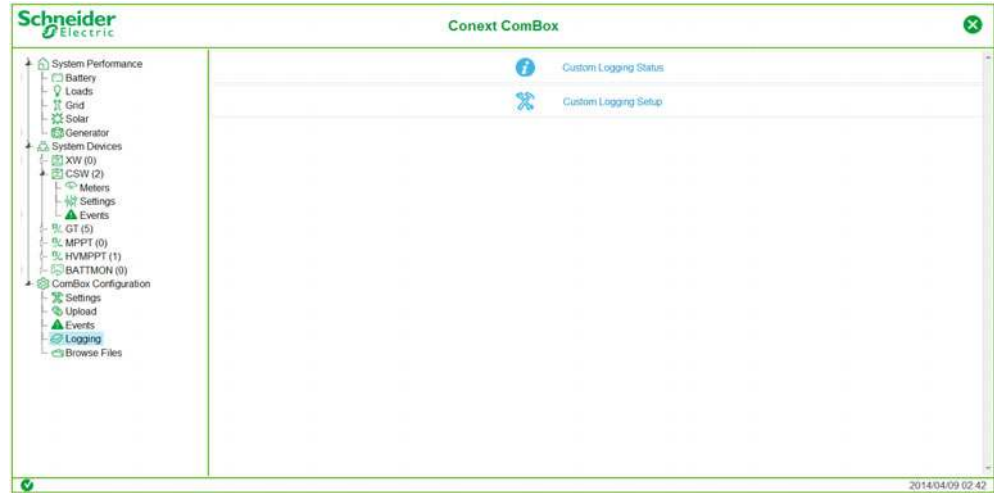 Schneider
Electric
Conext ComBox
System Performance
Battery
Loads
Grid
Solar
Generator
System Devices
XW (0)
CSW (2)
Meters
Settings
Events
GT (5)
MPPT (0)
HVMPPT (1)
BATTMON (0)
ComBox Configuration
Settings
Upload
Events
Logging
Browse Files
Custom Logging Status
Custom Logging Setup
2014/04/09 02:42